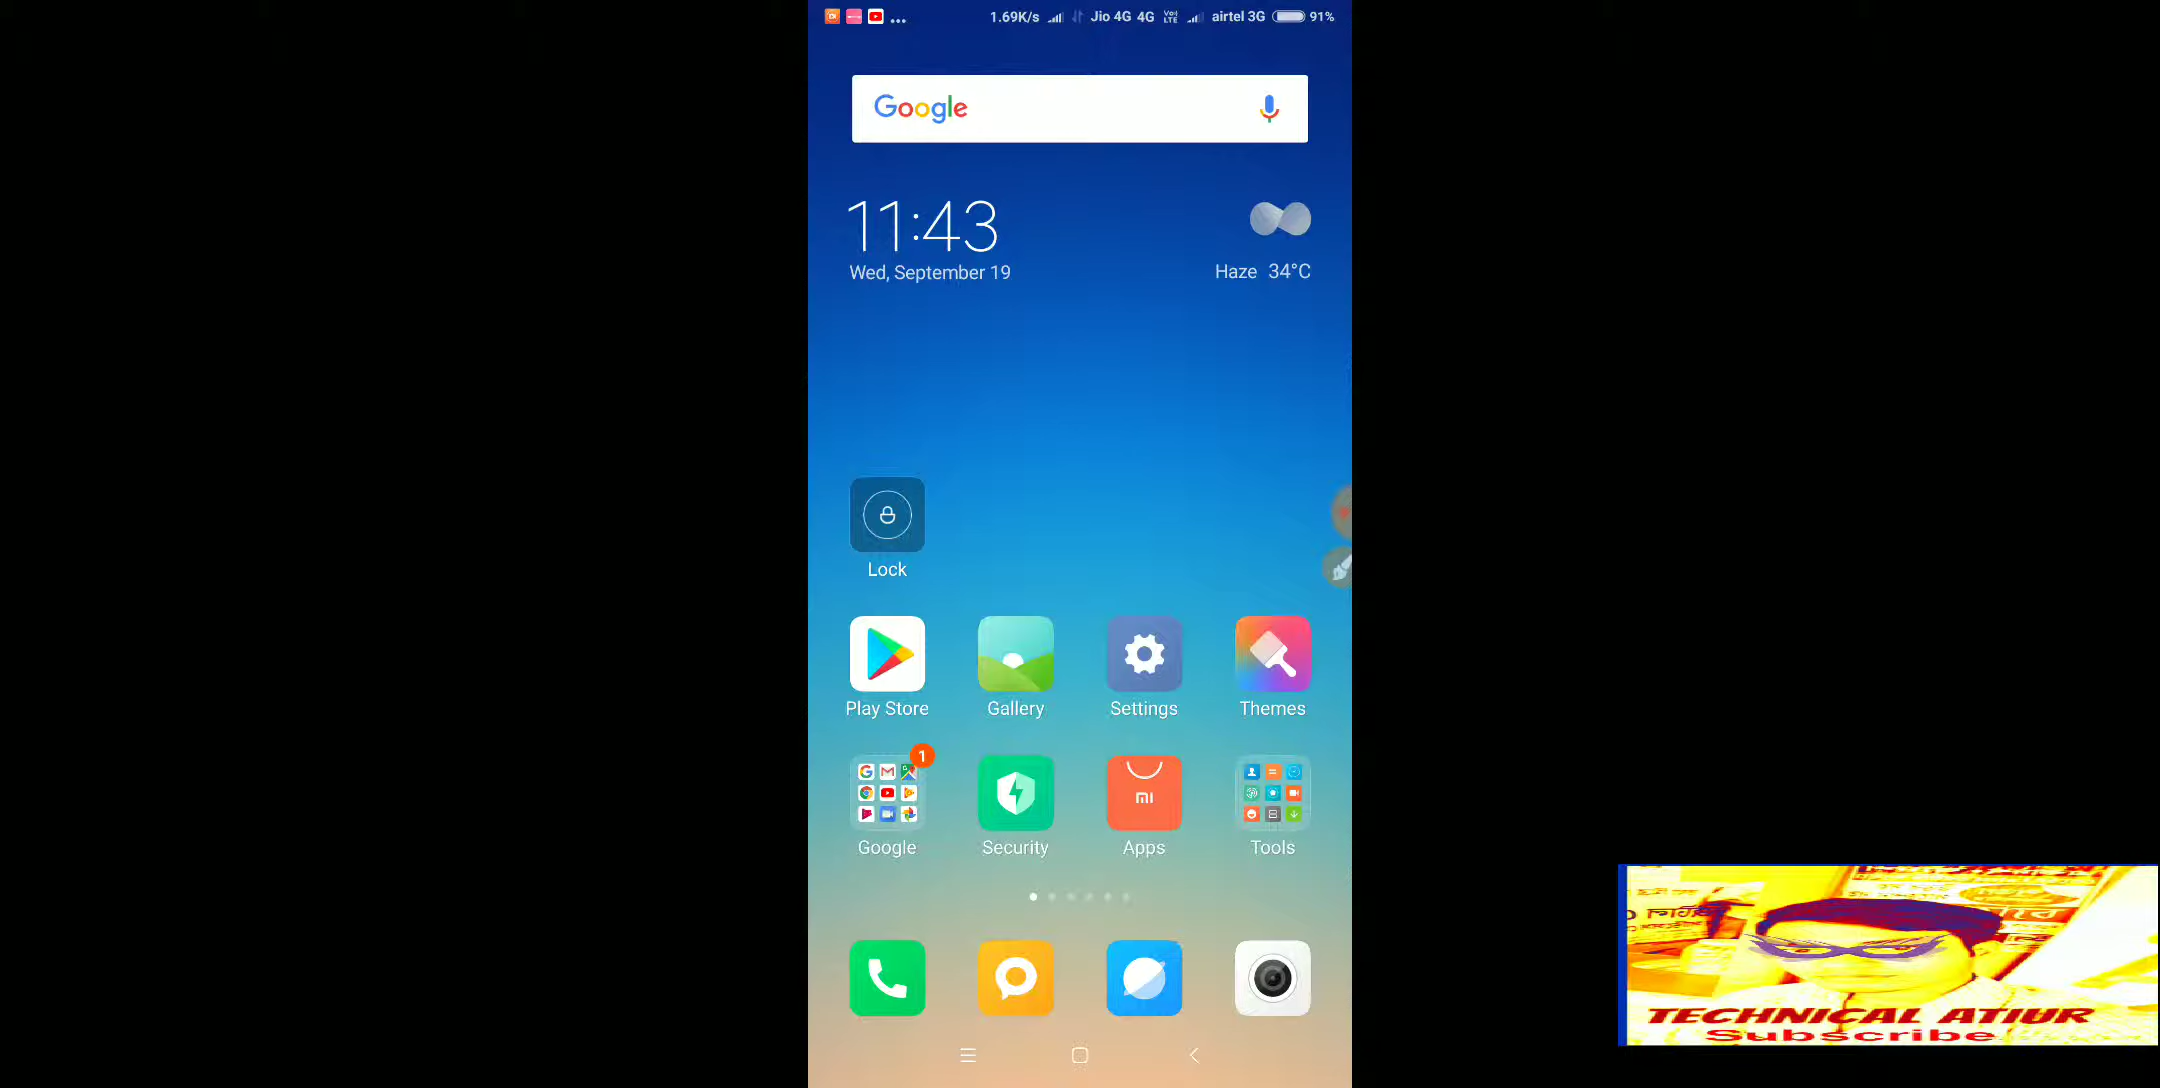 1.69K/s Jio 4G 4G VoLTE airtel 3G 91%
Google
11:43
Wed, September 19
Haze 34°C
Lock
Play Store Gallery Settings Themes
1
Google Security Apps Tools
TECHNICAL ATIUR
Subscribe